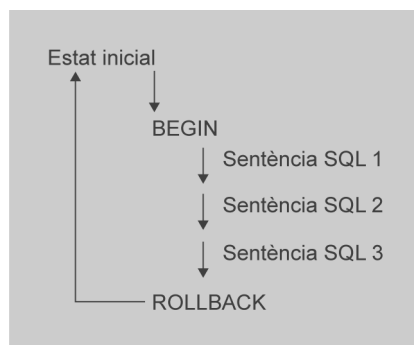 Estat inicial
BEGIN
Sentència SQL 1
Sentència SQL 2
Sentència SQL 3
ROLLBACK